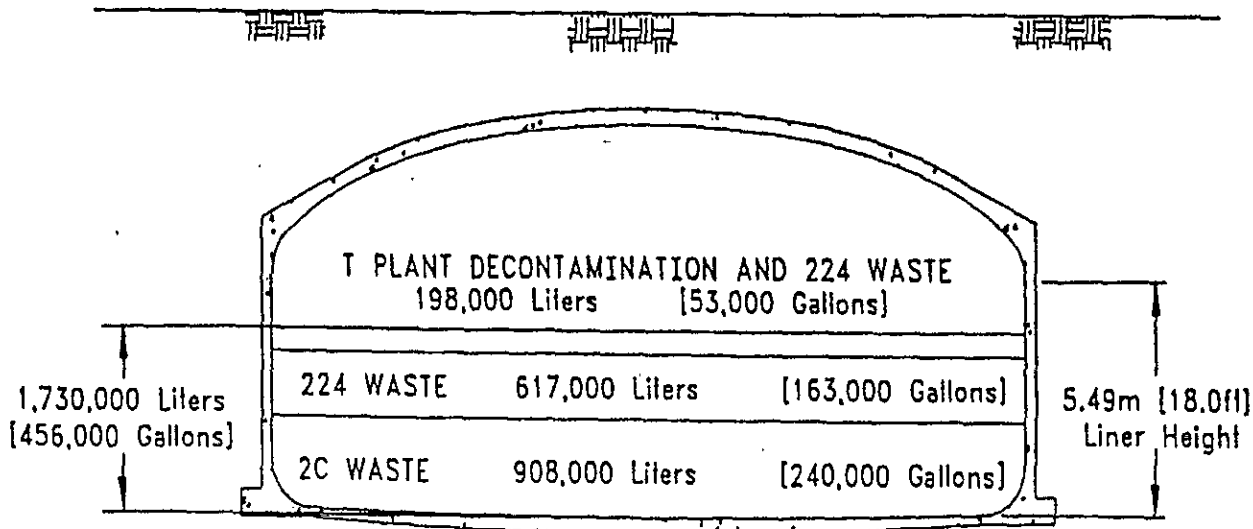 T PLANT DECONTAMINATION AND 224 WASTE
198,000 Liters [53,000 Gallons]
224 WASTE 617,000 Liters [163,000 Gallons]
2C WASTE 908,000 Liters [240,000 Gallons]
1,730,000 Liters
[456,000 Gallons]
5.49m [18.0ft]
Liner Height